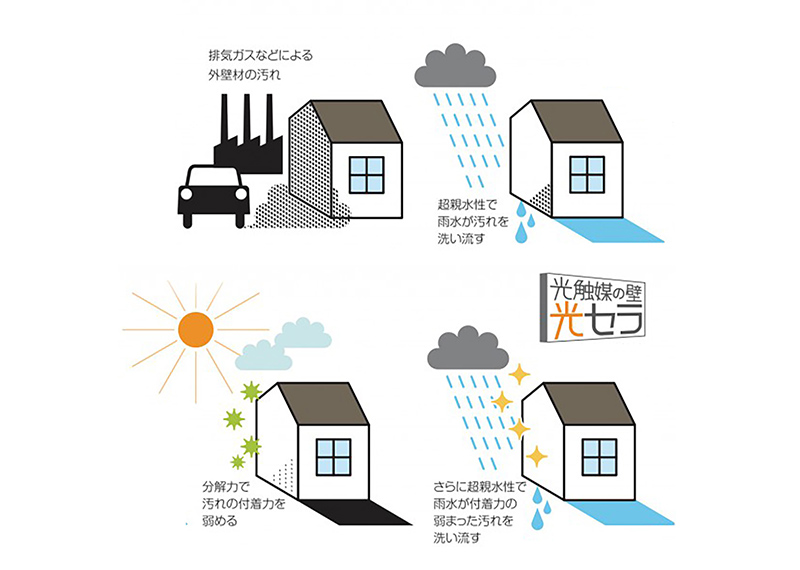 排気ガスなどによる
外壁材の汚れ
超親水性で
雨水が汚れを
洗い流す
光触媒の壁
光セラ
分解力で
汚れの付着力を
弱める
さらに超親水性で
雨水が付着力の
弱まった汚れを
洗い流す